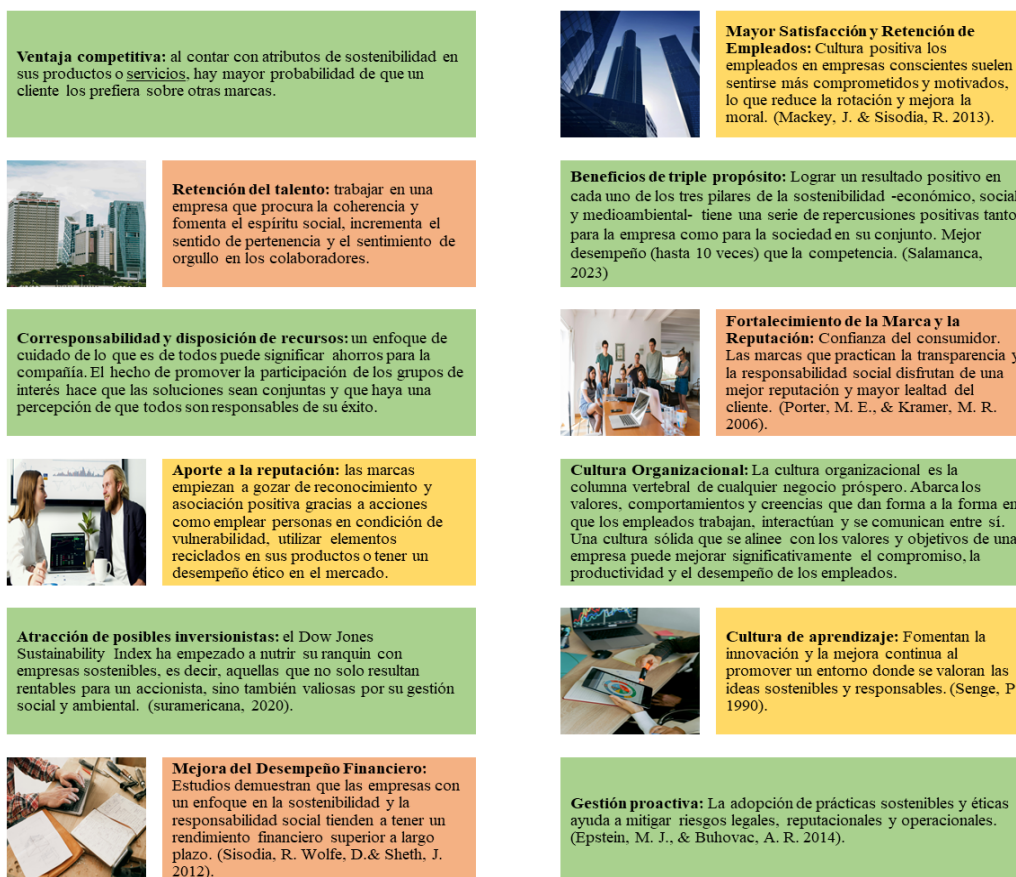 Ventaja competitiva: al contar con atributos de sostenibilidad en
sus productos o servicios, hay mayor probabilidad de que un
cliente los prefiera sobre otras marcas.
Retención del talento: trabajar en una
empresa que procura la coherencia y
fomenta el espíritu social, incrementa el
sentido de pertenencia y el sentimiento de
orgullo en los colaboradores.
Corresponsabilidad y disposición de recursos: un enfoque de
cuidado de lo que es de todos puede significar ahorros para la
compañía. El hecho de promover la participación de los grupos de
interés hace que las soluciones sean conjuntas y que haya una
percepción de que todos son responsables de su éxito.
Aporte a la reputación: las marcas
empiezan a gozar de reconocimiento y
asociación positiva gracias a acciones
como emplear personas en condición de
vulnerabilidad, utilizar elementos
reciclados en sus productos o tener un
desempeño ético en el mercado.
Atracción de posibles inversionistas: el Dow Jones
Sustainability Index ha empezado a nutrir su ranquin con
empresas sostenibles, es decir, aquellas que no solo resultan
rentables para un accionista, sino también valiosas por su gestión
social y ambiental. (suramericana, 2020).
Mejora del Desempeño Financiero:
Estudios demuestran que las empresas con
un enfoque en la sostenibilidad y la
responsabilidad social tienden a tener un
rendimiento financiero superior a largo
plazo. (Sisodia, R. Wolfe, D.& Sheth, J.
2012).
Mayor Satisfacción y Retención de
Empleados: Cultura positiva los
empleados en empresas conscientes suelen
sentirse más comprometidos y motivados,
lo que reduce la rotación y mejora la
moral. (Mackey, J. & Sisodia, R. 2013).
Beneficios de triple propósito: Lograr un resultado positivo en
cada uno de los tres pilares de la sostenibilidad -económico, social
y medioambiental- tiene una serie de repercusiones positivas tanto
para la empresa como para la sociedad en su conjunto. Mejor
desempeño (hasta 10 veces) que la competencia. (Salamanca,
2023)
Fortalecimiento de la Marca y la
Reputación: Confianza del consumidor.
Las marcas que practican la transparencia y
la responsabilidad social disfrutan de una
mejor reputación y mayor lealtad del
cliente. (Porter, M. E., & Kramer, M. R.
2006).
Cultura Organizacional: La cultura organizacional es la
columna vertebral de cualquier negocio próspero. Abarca los
valores, comportamientos y creencias que dan forma a la forma en
que los empleados trabajan, interactúan y se comunican entre sí.
Una cultura sólida que se alinee con los valores y objetivos de una
empresa puede mejorar significativamente el compromiso, la
productividad y el desempeño de los empleados.
Cultura de aprendizaje: Fomentan la
innovación y la mejora continua al
promover un entorno donde se valoran las
ideas sostenibles y responsables. (Senge, P
1990).
Gestión proactiva: La adopción de prácticas sostenibles y éticas
ayuda a mitigar riesgos legales, reputacionales y operacionales.
(Epstein, M. J., & Buhovac, A. R. 2014).